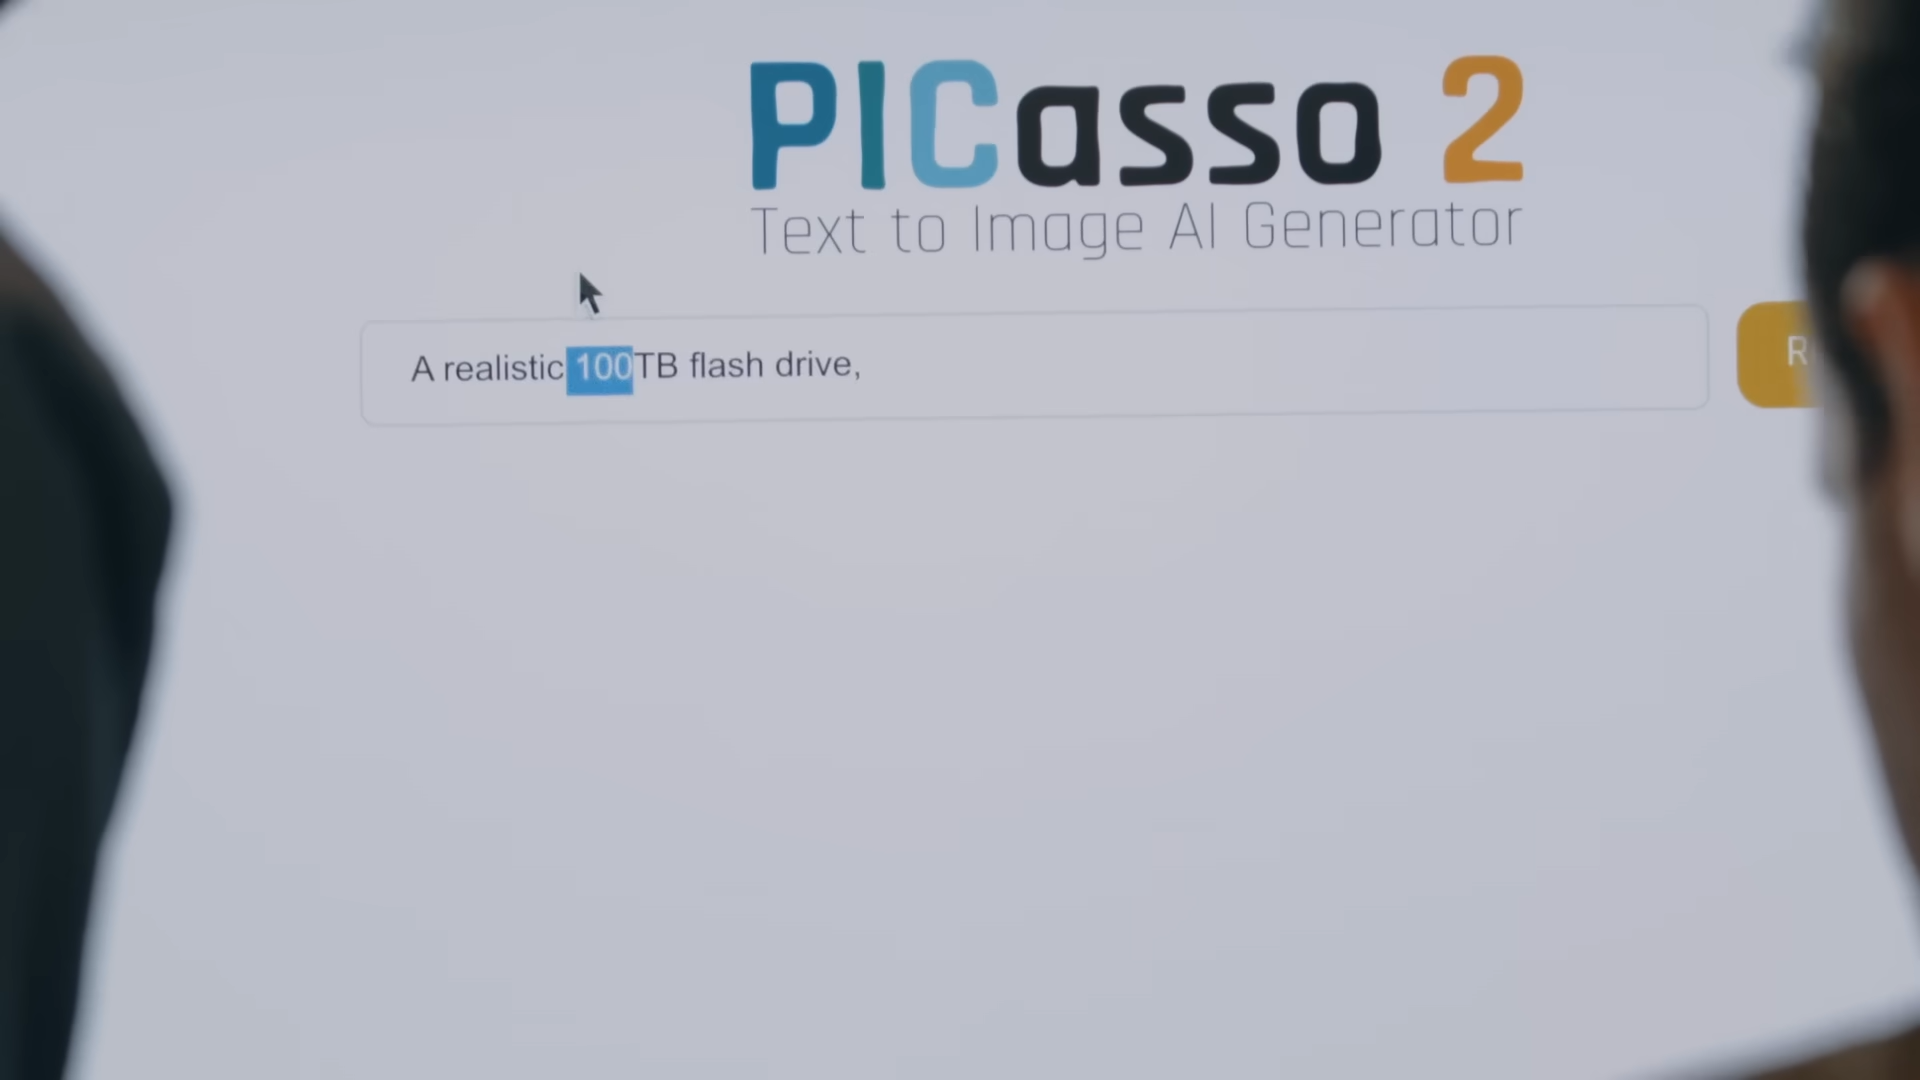 PICasso 2
Text to Image AI Generator
A realistic 100TB flash drive,